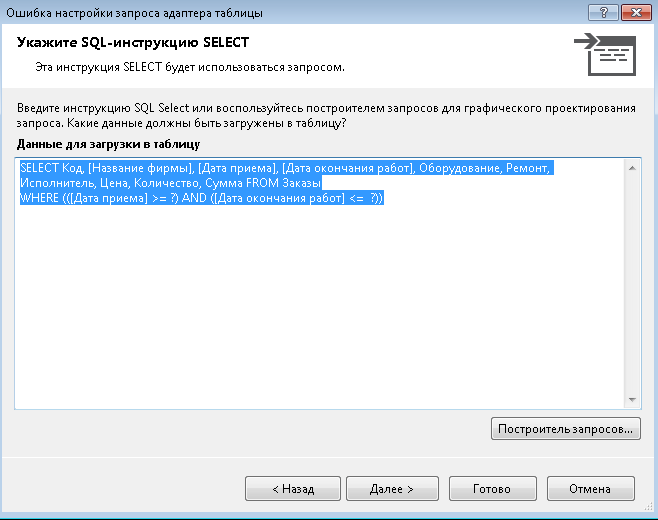 Ошибка настройки запроса адаптера таблицы
Укажите SQL-инструкцию SELECT
Эта инструкция SELECT будет использоваться запросом.
Введите инструкцию SQL Select или воспользуйтесь построителем запросов для графического проектирования
запроса. Какие данные должны быть загружены в таблицу?
Данные для загрузки в таблицу
SELECT Код, [Название фирмы], [Дата приема], [Дата окончания работ], Оборудование, Ремонт,
Исполнитель, Цена, Количество, Сумма FROM Заказы
WHERE (([Дата приема] >= ?) AND ([Дата окончания работ] <= ?))
Построитель запросов...
< Назад
Далее >
Готово
Отмена